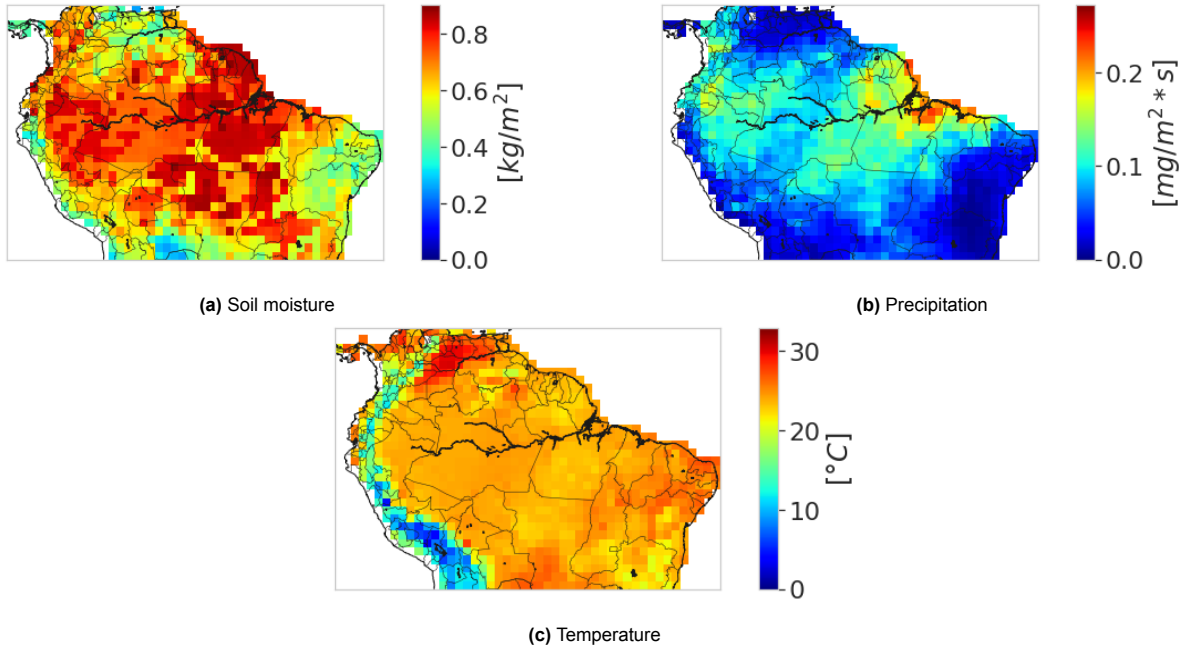 0.8
0.6
0.4
0.2
0.0
[kg/m²]
(a) Soil moisture
0.2
0.1
0.0
[mg/m² * s]
(b) Precipitation
30
20
10
0
[°C]
(c) Temperature